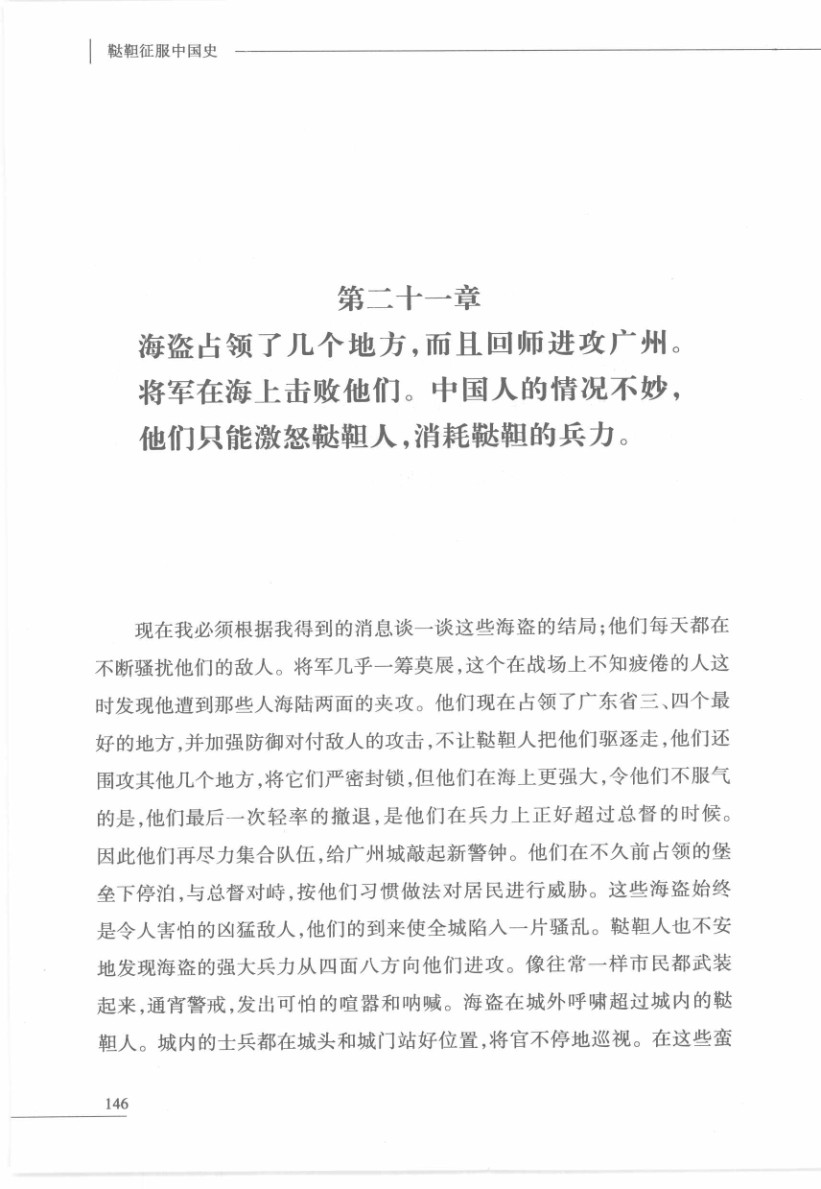 鞑靼征服中国史
第二十一章
海盗占领了几个地方,而且回师进攻广州。
将军在海上击败他们。中国人的情况不妙,
他们只能激怒鞑靼人,消耗鞑靼的兵力。
现在我必须根据我得到的消息谈一谈这些海盗的结局;他们每天都在
不断骚扰他们的敌人。将军几乎一筹莫展,这个在战场上不知疲倦的人这
时发现他遭到那些人海陆两面的夹攻。他们现在占领了广东省三、四个最
好的地方,并加强防御对付敌人的攻击,不让鞑靼人把他们驱逐走,他们还
围攻其他几个地方,将它们严密封锁,但他们在海上更强大,令他们不服气
的是,他们最后一次轻率的撤退,是他们在兵力上正好超过总督的时候。
因此他们再尽力集合队伍,给广州城敲起新警钟。他们在不久前占领的堡
垒下停泊,与总督对峙,按他们习惯做法对居民进行威胁。这些海盗始终
是令人害怕的凶猛敌人,他们的到来使全城陷入一片骚乱。鞑靼人也不安
地发现海盗的强大兵力从四面八方向他们进攻。像往常一样市民都武装
起来,通宵警戒,发出可怕的喧嚣和呐喊。海盗在城外呼啸超过城内的鞑
靼人。城内的士兵都在城头和城门站好位置,将官不停地巡视。在这些蛮
146